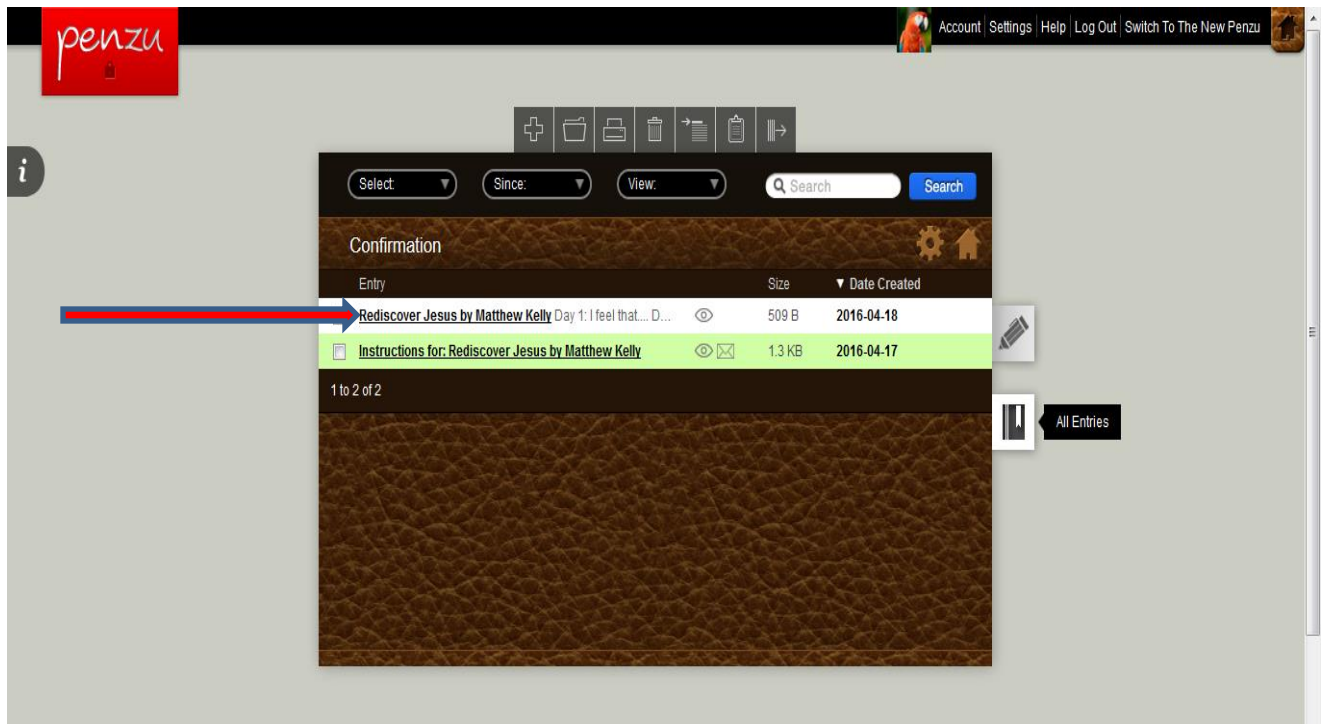 penzu
Account Settings Help Log Out Switch To The New Penzu
i
Select: Since: View: Search Search
Confirmation
Entry Size ▼ Date Created
Rediscover Jesus by Matthew Kelly Day 1: I feel that.... D... 509 B 2016-04-18
Instructions for: Rediscover Jesus by Matthew Kelly 1.3 KB 2016-04-17
1 to 2 of 2
All Entries